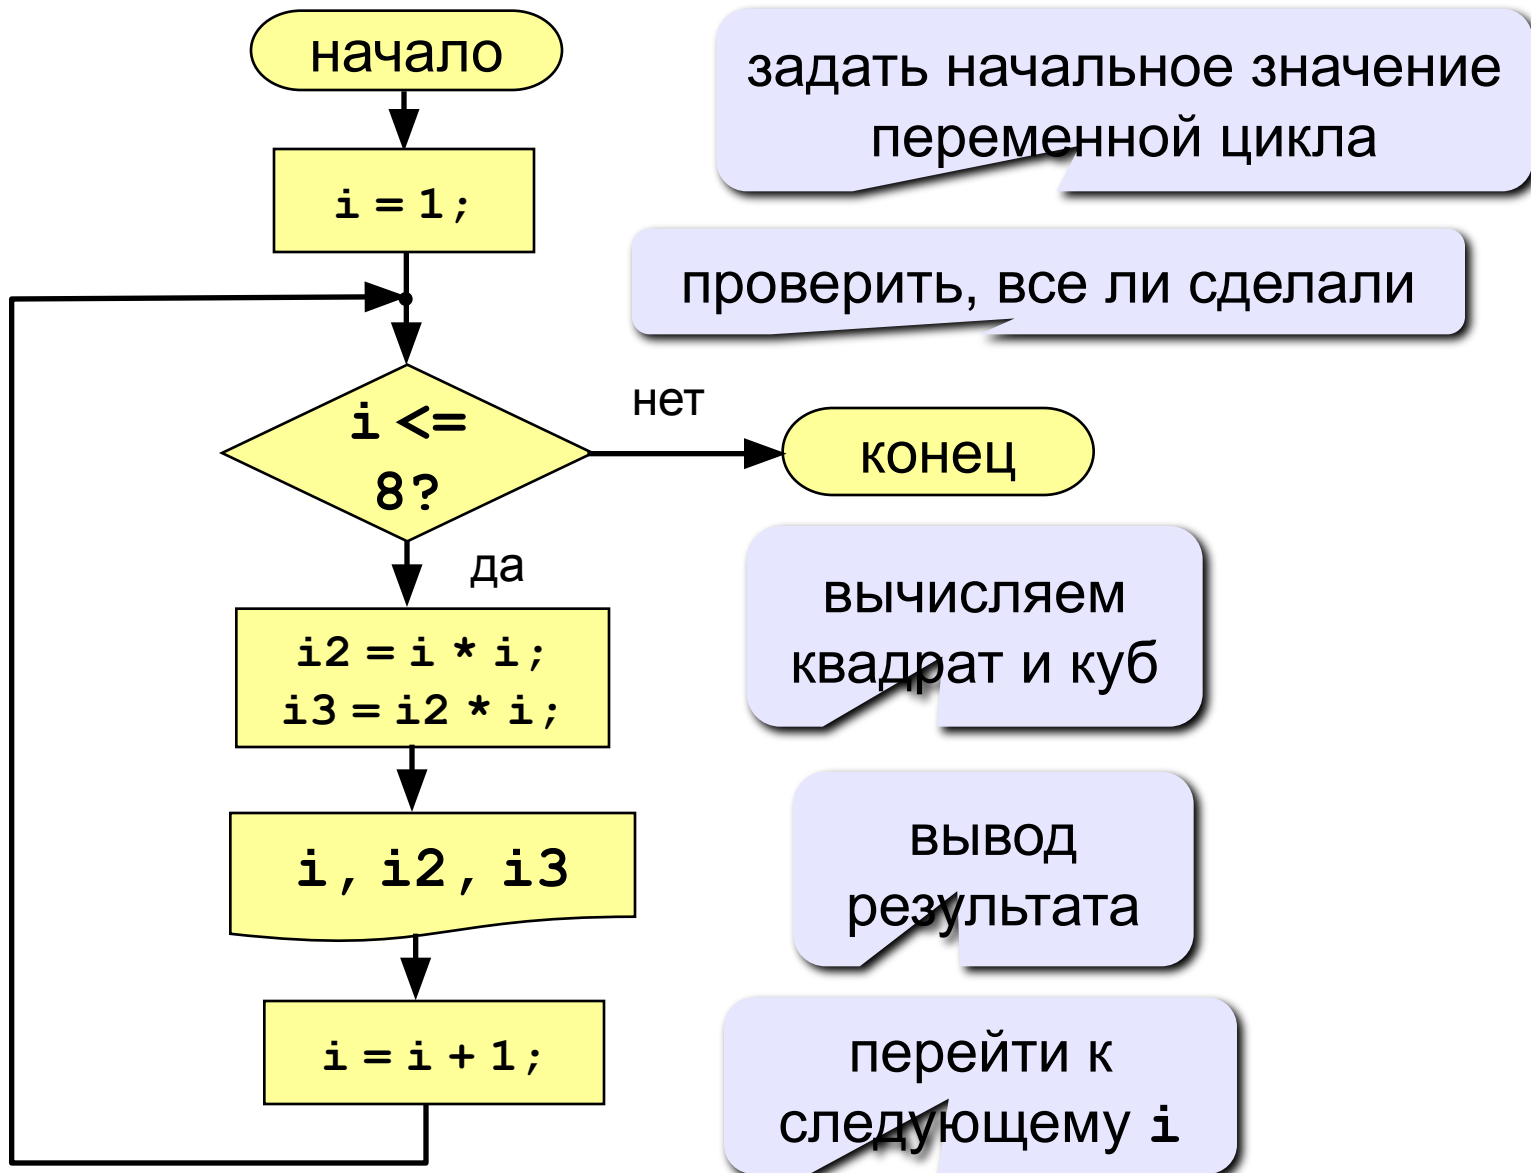 начало
задать начальное значение
переменной цикла
i = 1;
проверить, все ли сделали
i <=
8?
нет
конец
да
вычисляем
квадрат и куб
i2 = i * i;
i3 = i2 * i;
вывод
результата
i, i2, i3
перейти к
следующему i
i = i + 1;